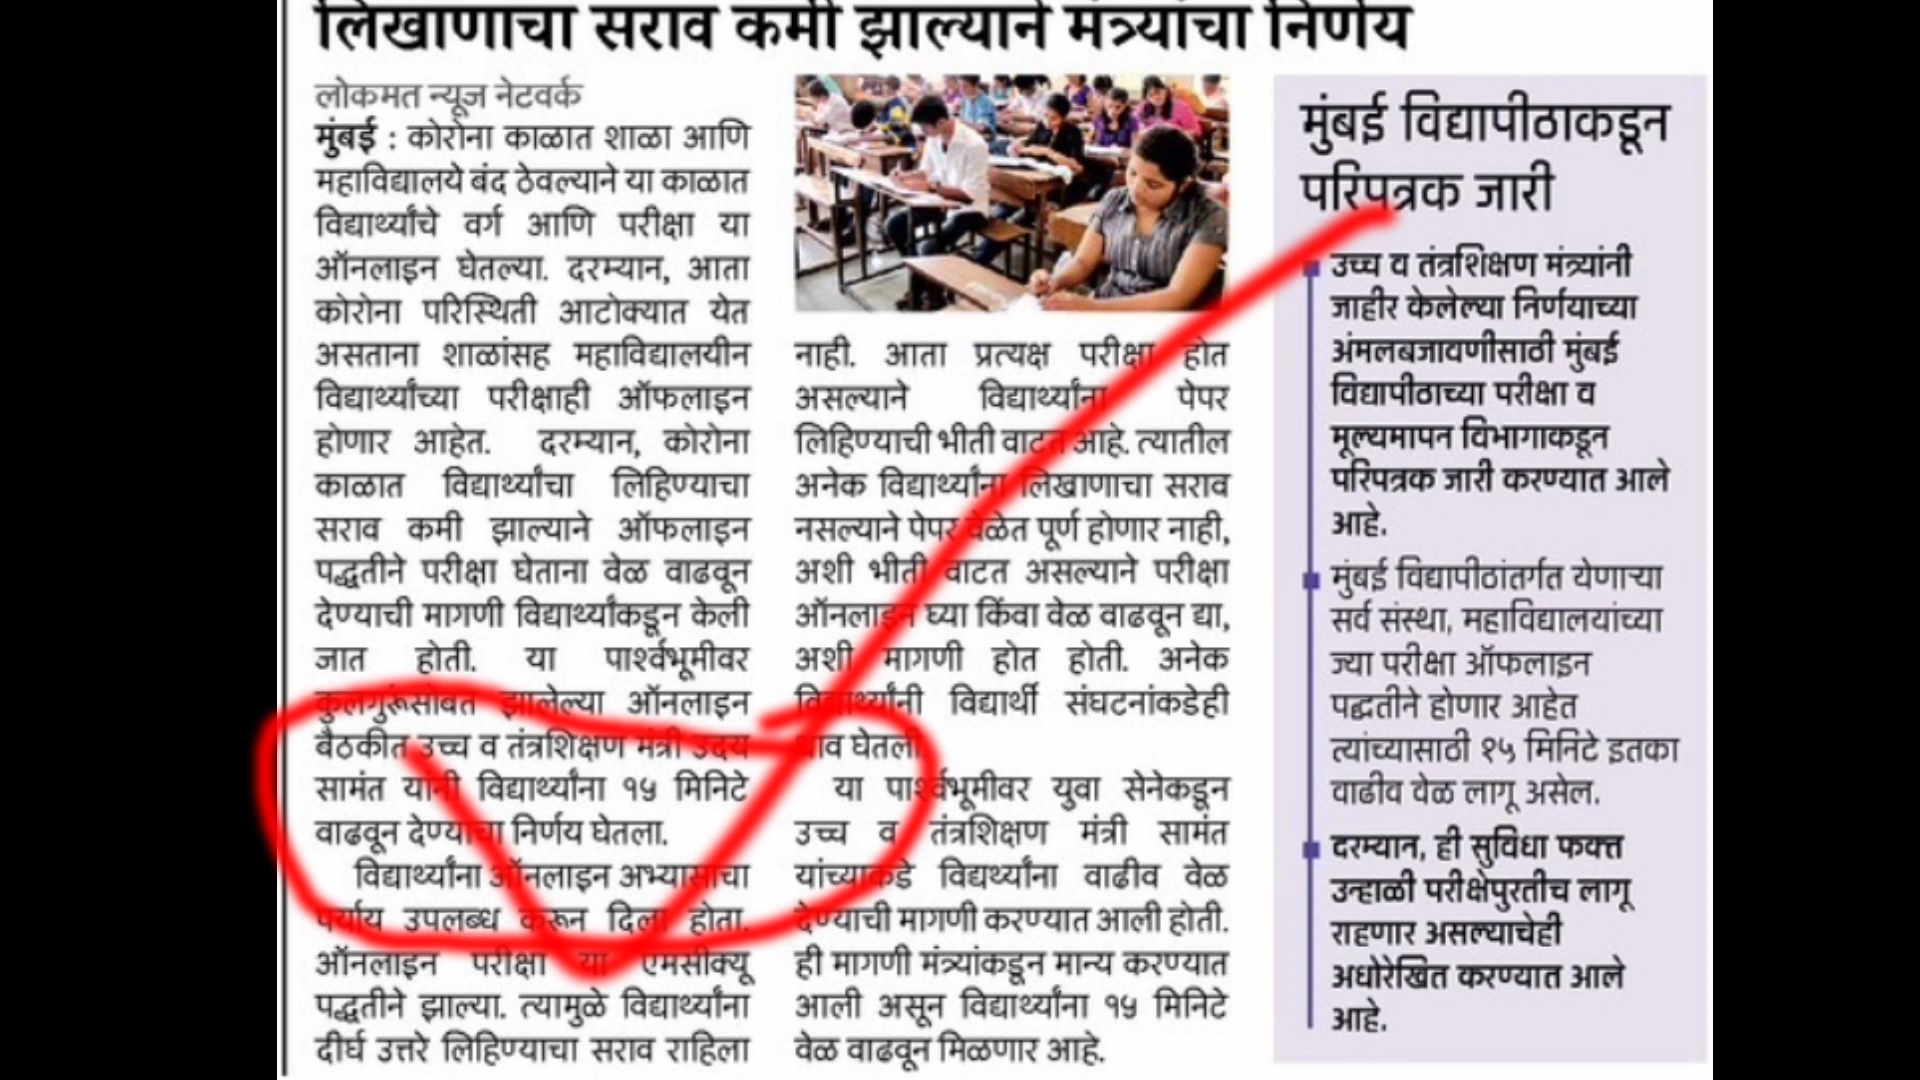 लिखाणाचा सराव कमी झाल्याने मंत्र्यांचा निर्णय
लोकमत न्यूज नेटवर्क
मुंबई : कोरोना काळात शाळा आणि
महाविद्यालये बंद ठेवल्याने या काळात
विद्यार्थ्यांचे वर्ग आणि परीक्षा या
ऑनलाइन घेतल्या. दरम्यान, आता
कोरोना परिस्थिती आटोक्यात येत
असताना शाळांसह महाविद्यालयीन
विद्यार्थ्यांच्या परीक्षाही ऑफलाइन
होणार आहेत. दरम्यान, कोरोना
काळात विद्यार्थ्यांचा लिहिण्याचा
सराव कमी झाल्याने ऑफलाइन
पद्धतीने परीक्षा घेताना वेळ वाढवून
देण्याची मागणी विद्यार्थ्यांकडून केली
जात होती. या पार्श्वभूमीवर
कुलगुरूंसोबत झालेल्या ऑनलाइन
बैठकीत उच्च व तंत्रशिक्षण मंत्री उदय
सामंत यांनी विद्यार्थ्यांना १५ मिनिटे
वाढवून देण्याचा निर्णय घेतला.
विद्यार्थ्यांना ऑनलाइन अभ्यासाचा
पर्याय उपलब्ध करून दिला होता.
ऑनलाइन परीक्षा या एमसीक्यू
पद्धतीने झाल्या. त्यामुळे विद्यार्थ्यांना
दीर्घ उत्तरे लिहिण्याचा सराव राहिला
नाही. आता प्रत्यक्ष परीक्षा होत
असल्याने विद्यार्थ्यांना पेपर
लिहिण्याची भीती वाटत आहे. त्यातील
अनेक विद्यार्थ्यांना लिखाणाचा सराव
नसल्याने पेपर वेळेत पूर्ण होणार नाही,
अशी भीती वाटत असल्याने परीक्षा
ऑनलाइन घ्या किंवा वेळ वाढवून द्या,
अशी मागणी होत होती. अनेक
विद्यार्थ्यांनी विद्यार्थी संघटनांकडेही
धाव घेतली.
या पार्श्वभूमीवर युवा सेनेकडून
उच्च व तंत्रशिक्षण मंत्री सामंत
यांच्याकडे विद्यर्थ्यांना वाढीव वेळ
देण्याची मागणी करण्यात आली होती.
ही मागणी मंत्र्यांकडून मान्य करण्यात
आली असून विद्यार्थ्यांना १५ मिनिटे
वेळ वाढवून मिळणार आहे.
मुंबई विद्यापीठाकडून
परिपत्रक जारी
उच्च व तंत्रशिक्षण मंत्र्यांनी
जाहीर केलेल्या निर्णयाच्या
अंमलबजावणीसाठी मुंबई
विद्यापीठाच्या परीक्षा व
मूल्यमापन विभागाकडून
परिपत्रक जारी करण्यात आले
आहे.
मुंबई विद्यापीठांतर्गत येणाऱ्या
सर्व संस्था, महाविद्यालयांच्या
ज्या परीक्षा ऑफलाइन
पद्धतीने होणार आहेत
त्यांच्यासाठी १५ मिनिटे इतका
वाढीव वेळ लागू असेल.
दरम्यान, ही सुविधा फक्त
उन्हाळी परीक्षेपुरतीच लागू
राहणार असल्याचेही
अधोरेखित करण्यात आले
आहे.